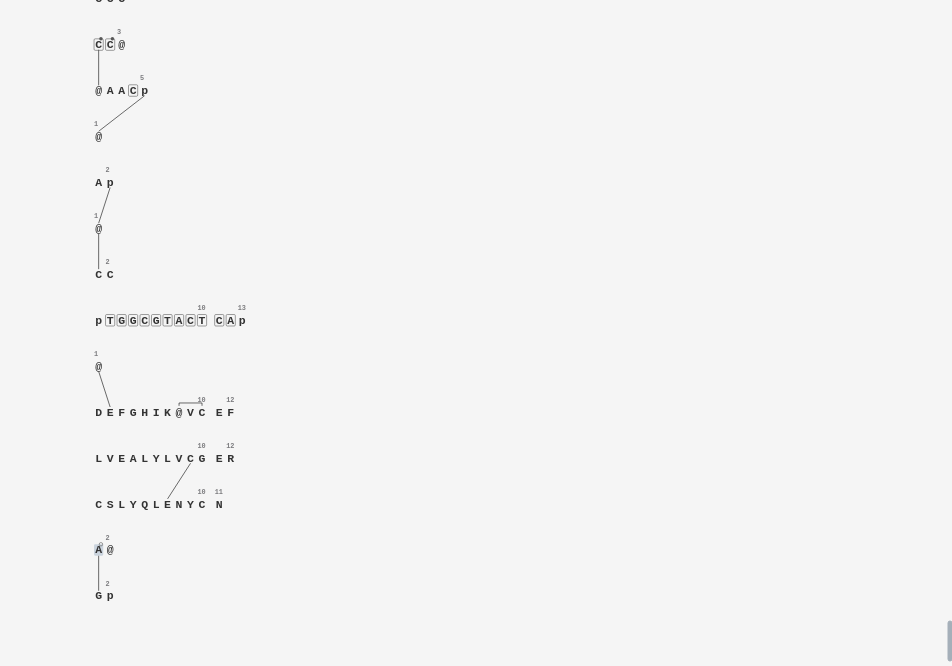 3
C C @
5
@ A A C p
1
@
2
A p
1
@
2
C C
10 13
p T G G C G T A C T C A p
1
@
10 12
D E F G H I K @ V C E F
10 12
L V E A L Y L V C G E R
10 11
C S L Y Q L E N Y C N
2
A @
2
G p